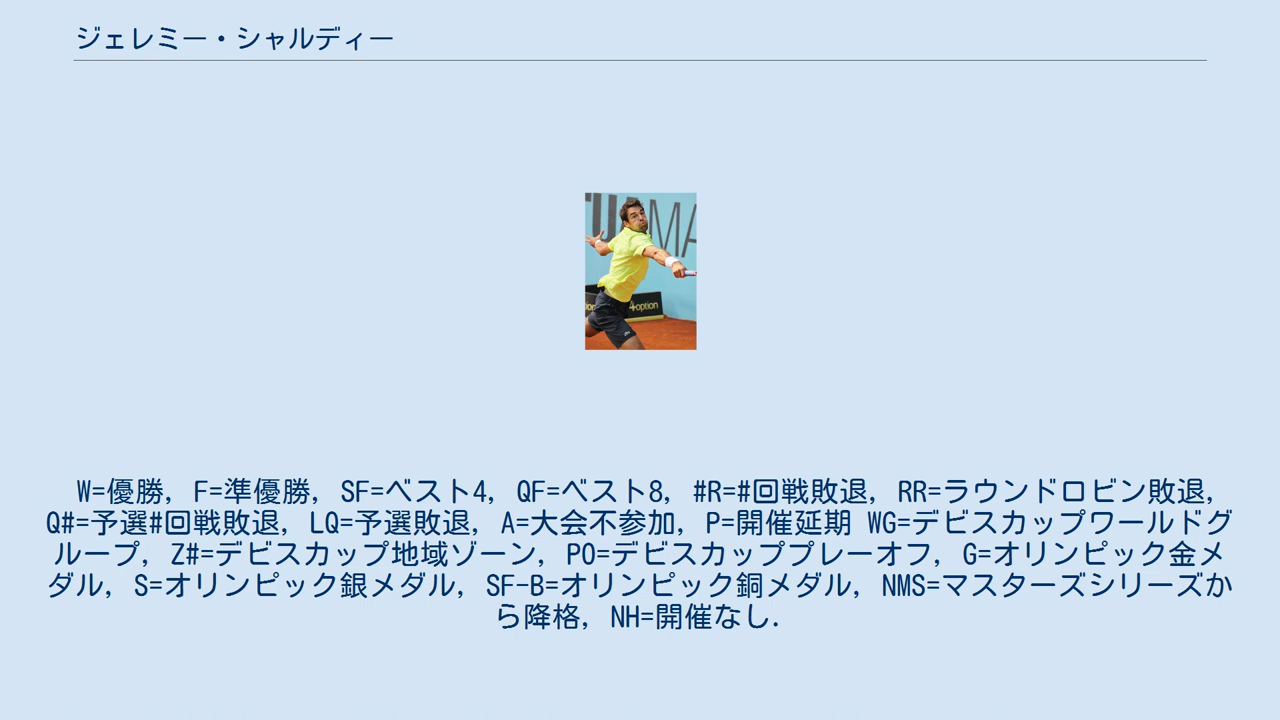 ジェレミー・シャルディー
MA
4option
W=優勝, F=準優勝, SF=ベスト4, QF=ベスト8, #R=#回戦敗退, RR=ラウンドロビン敗退,
Q#=予選#回戦敗退, LQ=予選敗退, A=大会不参加, P=開催延期 WG=デビスカップワールドグ
ループ, Z#=デビスカップ地域ゾーン, PO=デビスカッププレーオフ, G=オリンピック金メ
ダル, S=オリンピック銀メダル, SF-B=オリンピック銅メダル, NMS=マスターズシリーズか
ら降格, NH=開催なし.